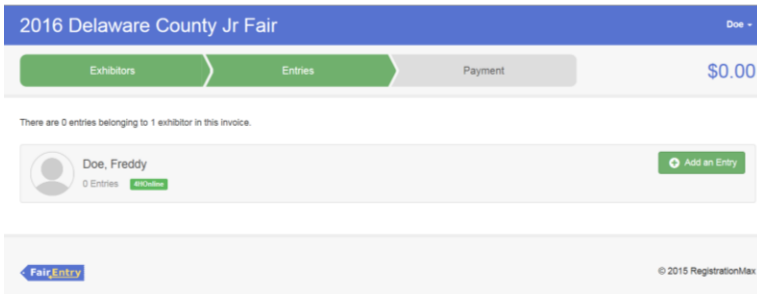 2016 Delaware County Jr Fair
Doe
Exhibitors
Entries
Payment
$0.00
There are 0 entries belonging to 1 exhibitor in this invoice.
Doe, Freddy
0 Entries 4HOnline
Add an Entry
FairEntry
© 2015 RegistrationMax